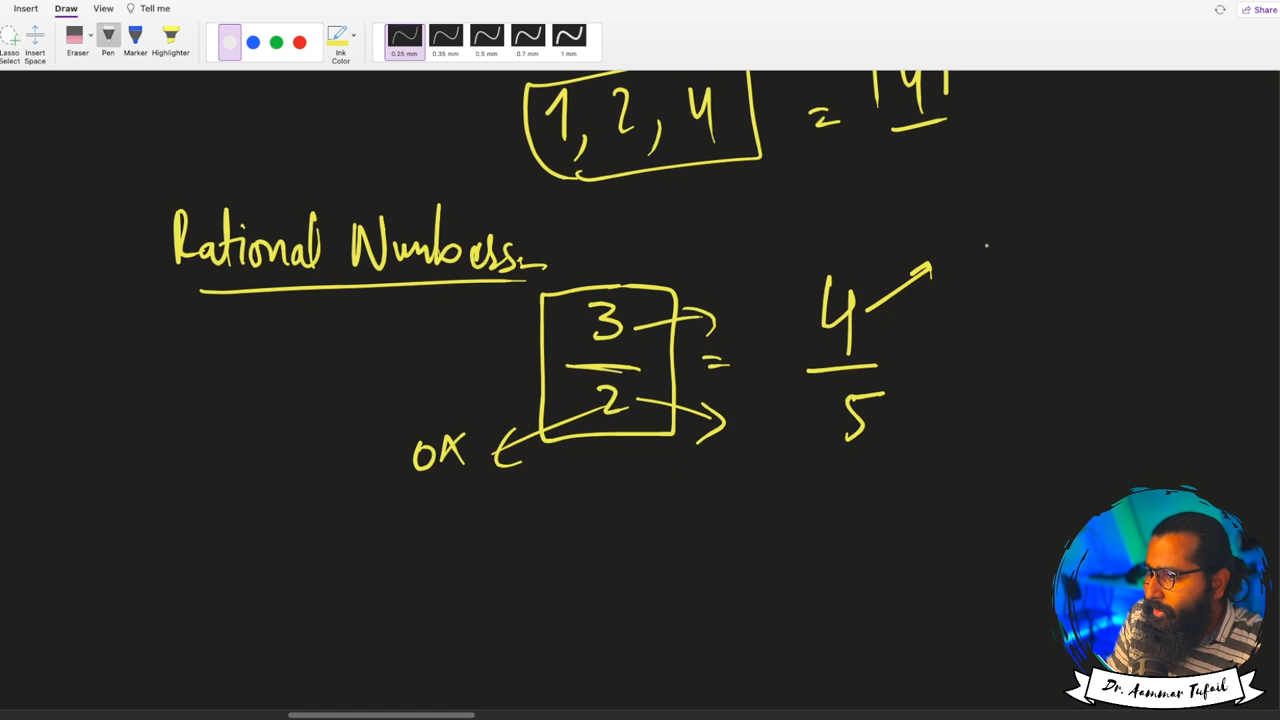 Insert Draw View Tell me Share
Lasso Select
Insert Space
Eraser
Pen
Marker
Highlighter
Ink Color
0.25 mm 0.35 mm 0.5 mm 0.7 mm 1 mm
1, 2, 4 = 141
Rational Numbers
3
2
0X
=
4
5
Dr. Aammar Tufail